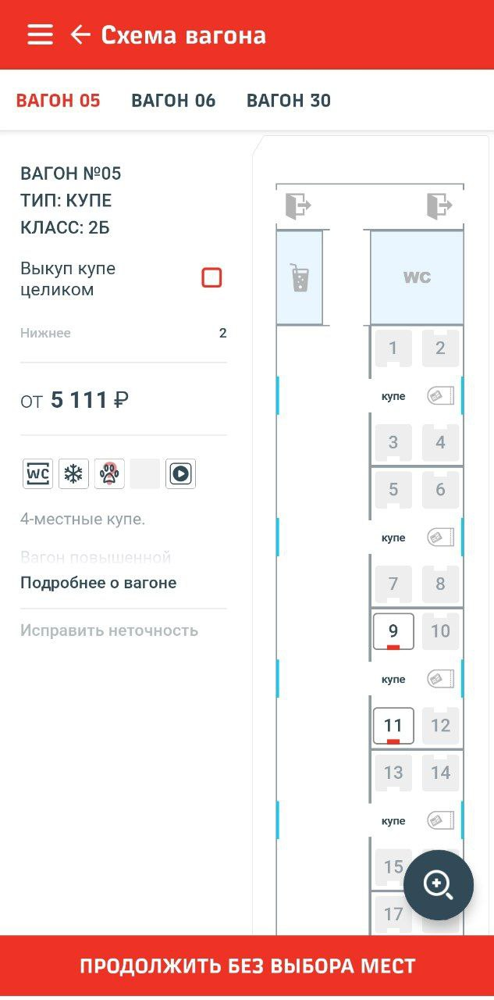 Схема вагона
ВАГОН 05 ВАГОН 06 ВАГОН 30
ВАГОН №05
ТИП: КУПЕ
КЛАСС: 2Б
Выкуп купе
целиком
Нижнее 2
от 5 111 ₽
WC
4-местные купе.
Вагон повышенной
Подробнее о вагоне
Исправить неточность
WC
1 2
купе
3 4
5 6
купе
7 8
9 10
купе
11 12
13 14
купе
15
17
ПРОДОЛЖИТЬ БЕЗ ВЫБОРА МЕСТ